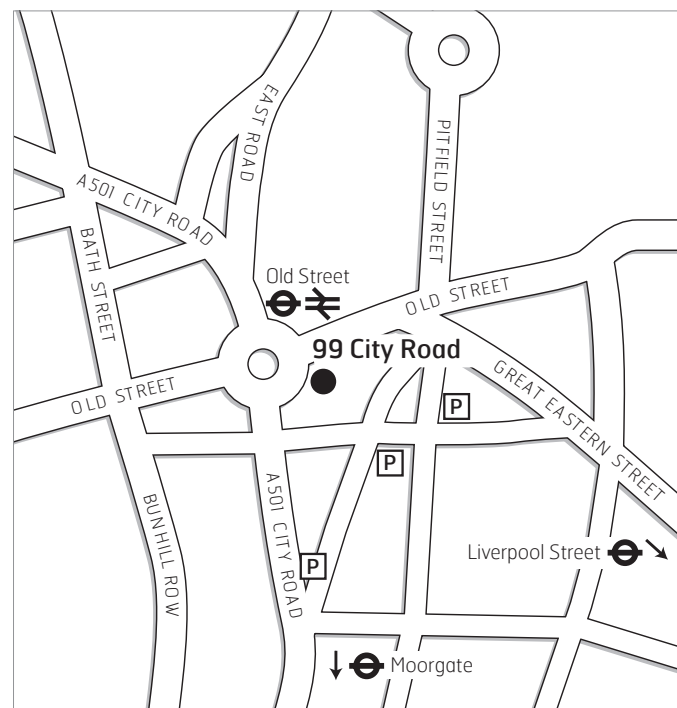 EAST ROAD
PITFIELD STREET
A501 CITY ROAD
BATH STREET
Old Street
OLD STREET
99 City Road
GREAT EASTERN STREET
OLD STREET
P
P
A501 CITY ROAD
BUNHILL ROW
Liverpool Street
P
Moorgate